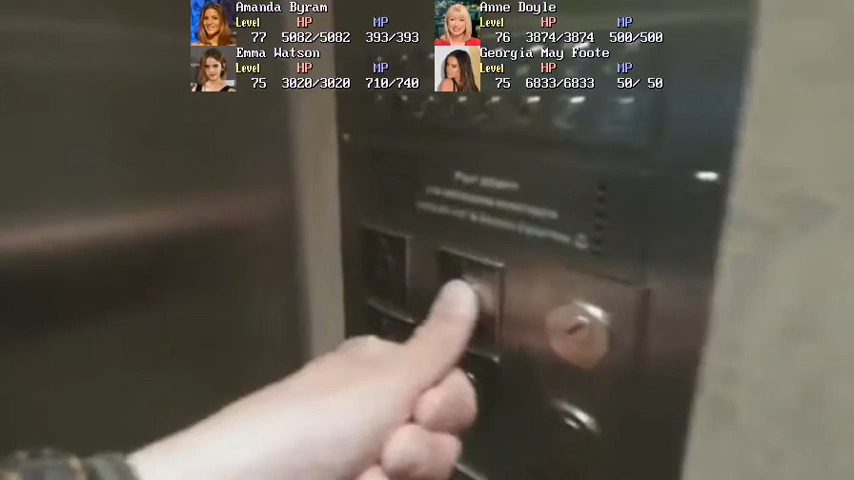 Amanda Byram
Level HP MP
77 5082/5082 393/393
Anne Doyle
Level HP MP
76 3874/3874 500/500
Emma Watson
Level HP MP
75 3020/3020 710/740
Georgia May Foote
Level HP MP
75 6833/6833 50/ 50